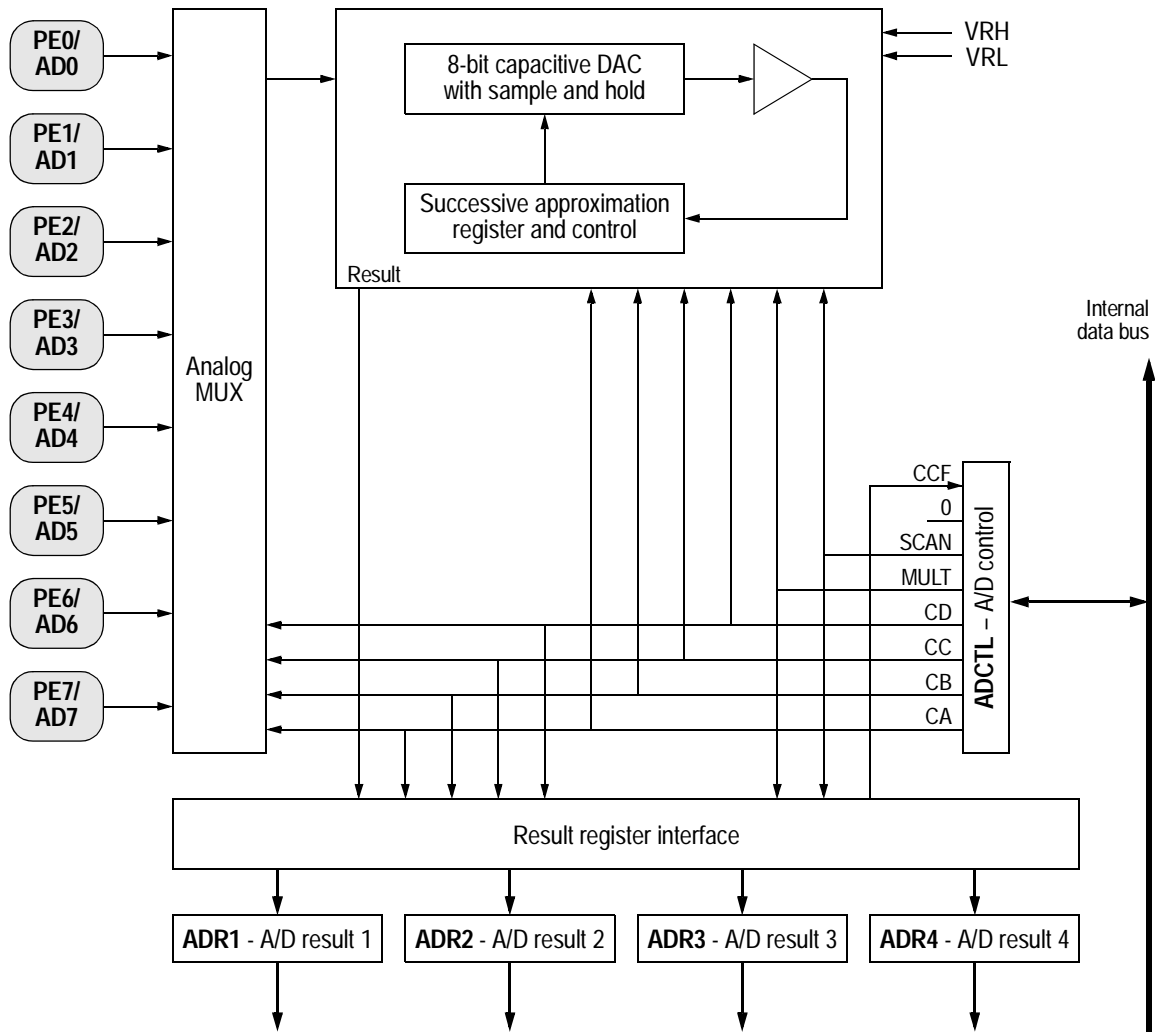 PE0/
AD0
PE1/
AD1
PE2/
AD2
PE3/
AD3
PE4/
AD4
PE5/
AD5
PE6/
AD6
PE7/
AD7
Analog
MUX
8-bit capacitive DAC
with sample and hold
Successive approximation
register and control
Result
VRH
VRL
Internal
data bus
CCF
0
SCAN
MULT
CD
CC
CB
CA
ADCTL – A/D control
Result register interface
ADR1 - A/D result 1
ADR2 - A/D result 2
ADR3 - A/D result 3
ADR4 - A/D result 4